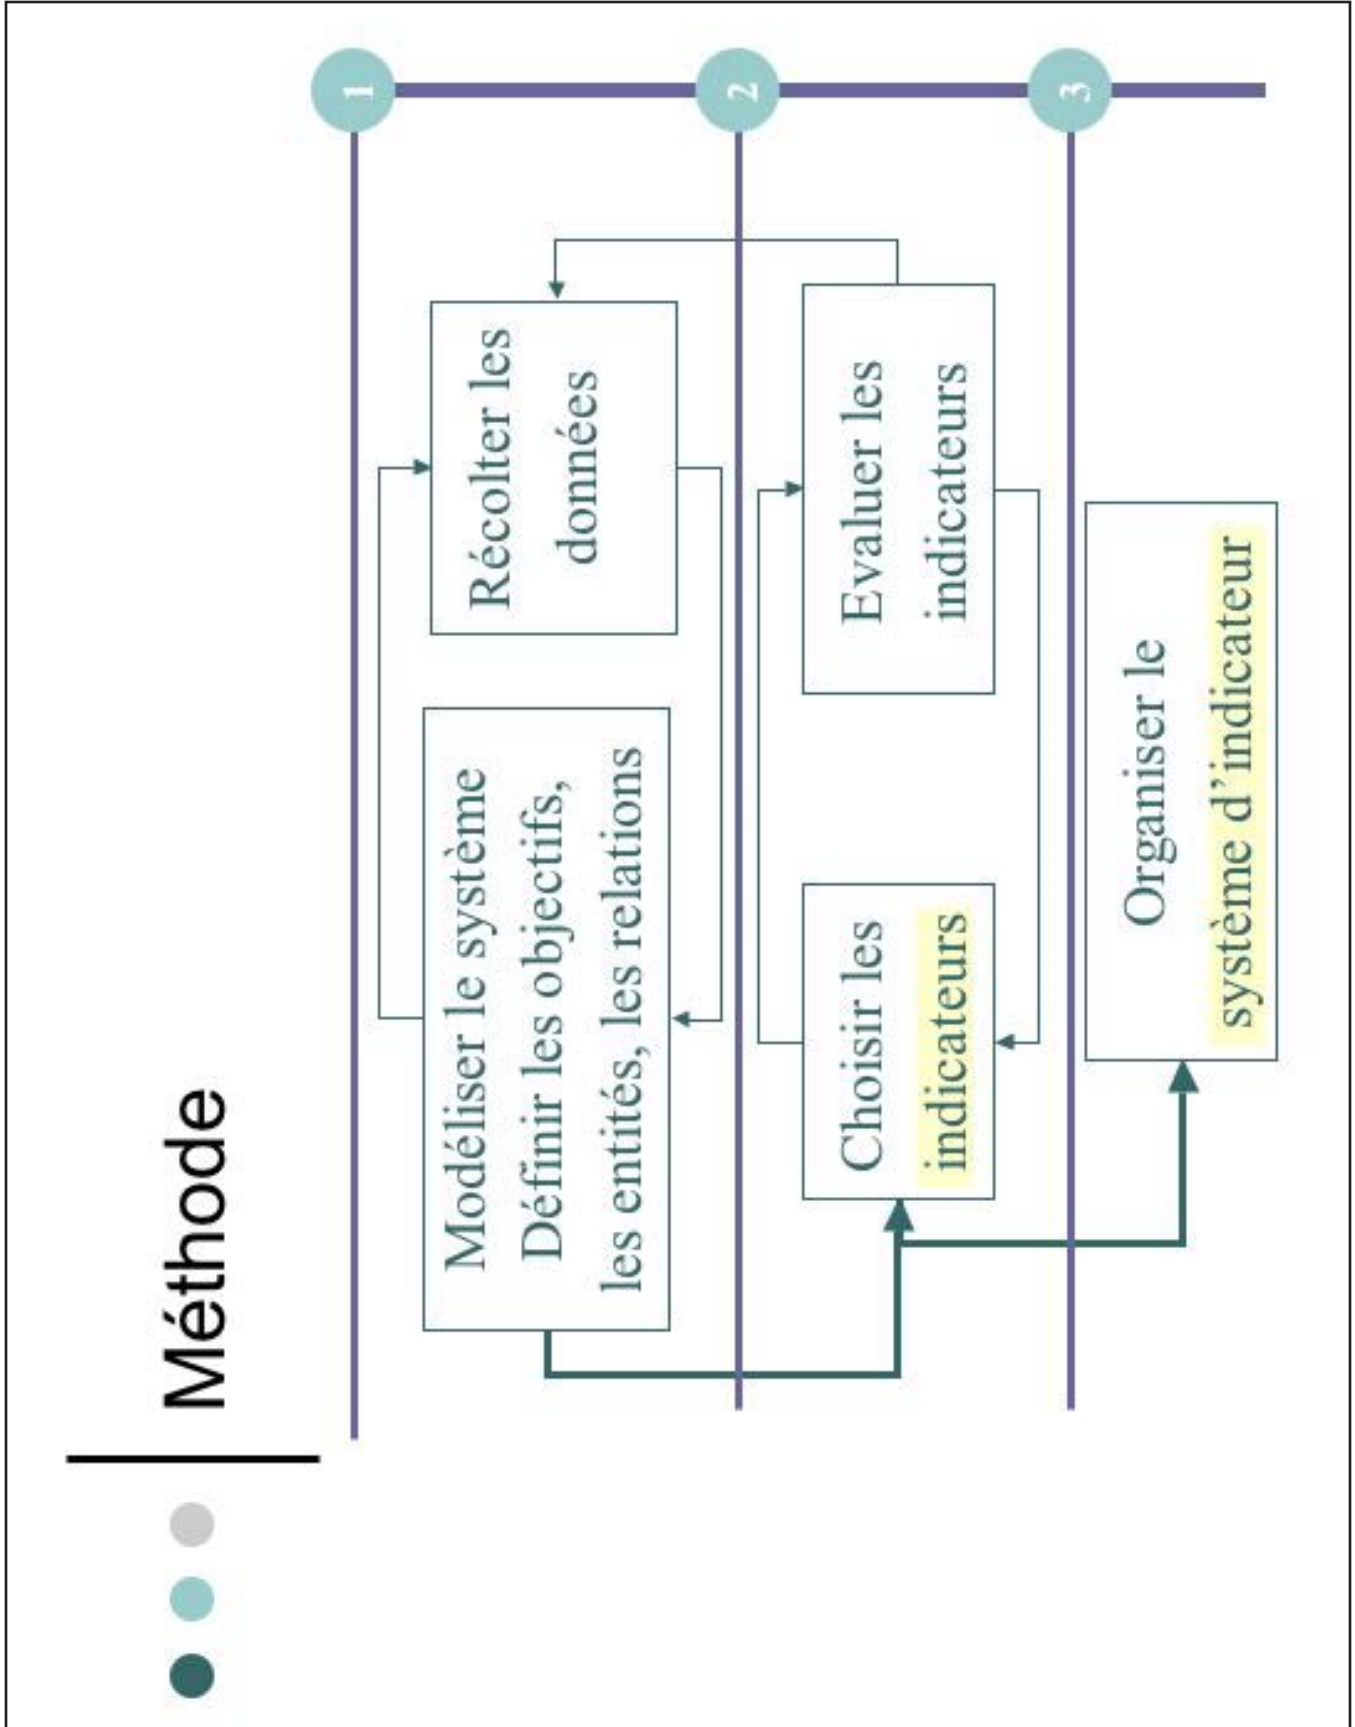 Méthode
1
Modéliser le système
Définir les objectifs,
les entités, les relations
Récolter les
données
2
Choisir les
indicateurs
Evaluer les
indicateurs
3
Organiser le
système d'indicateur